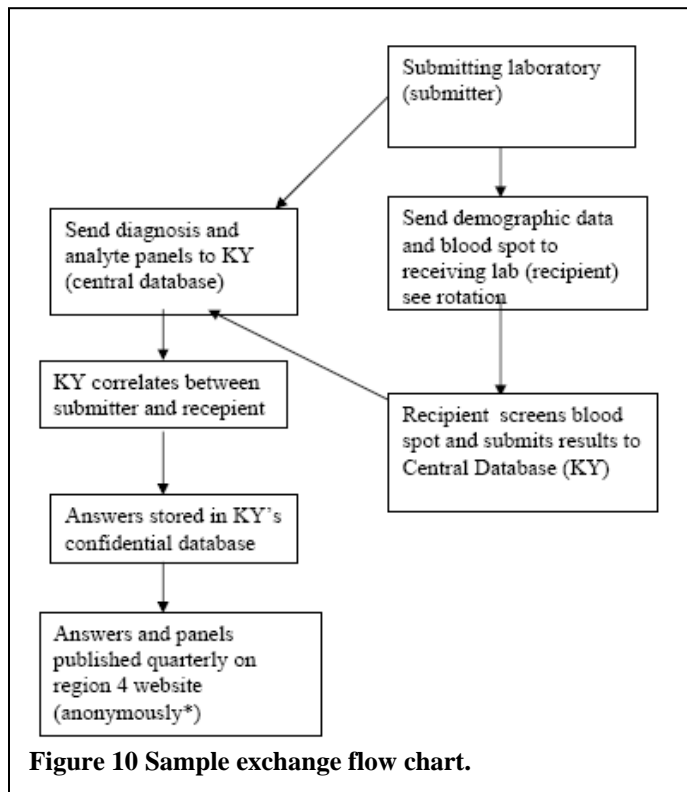 Submitting laboratory
(submitter)
Send diagnosis and
analyte panels to KY
(central database)
Send demographic data
and blood spot to
receiving lab (recipient)
see rotation
KY correlates between
submitter and recepient
Recipient screens blood
spot and submits results to
Central Database (KY)
Answers stored in KY's
confidential database
Answers and panels
published quarterly on
region 4 website
(anonymously*)
Figure 10 Sample exchange flow chart.